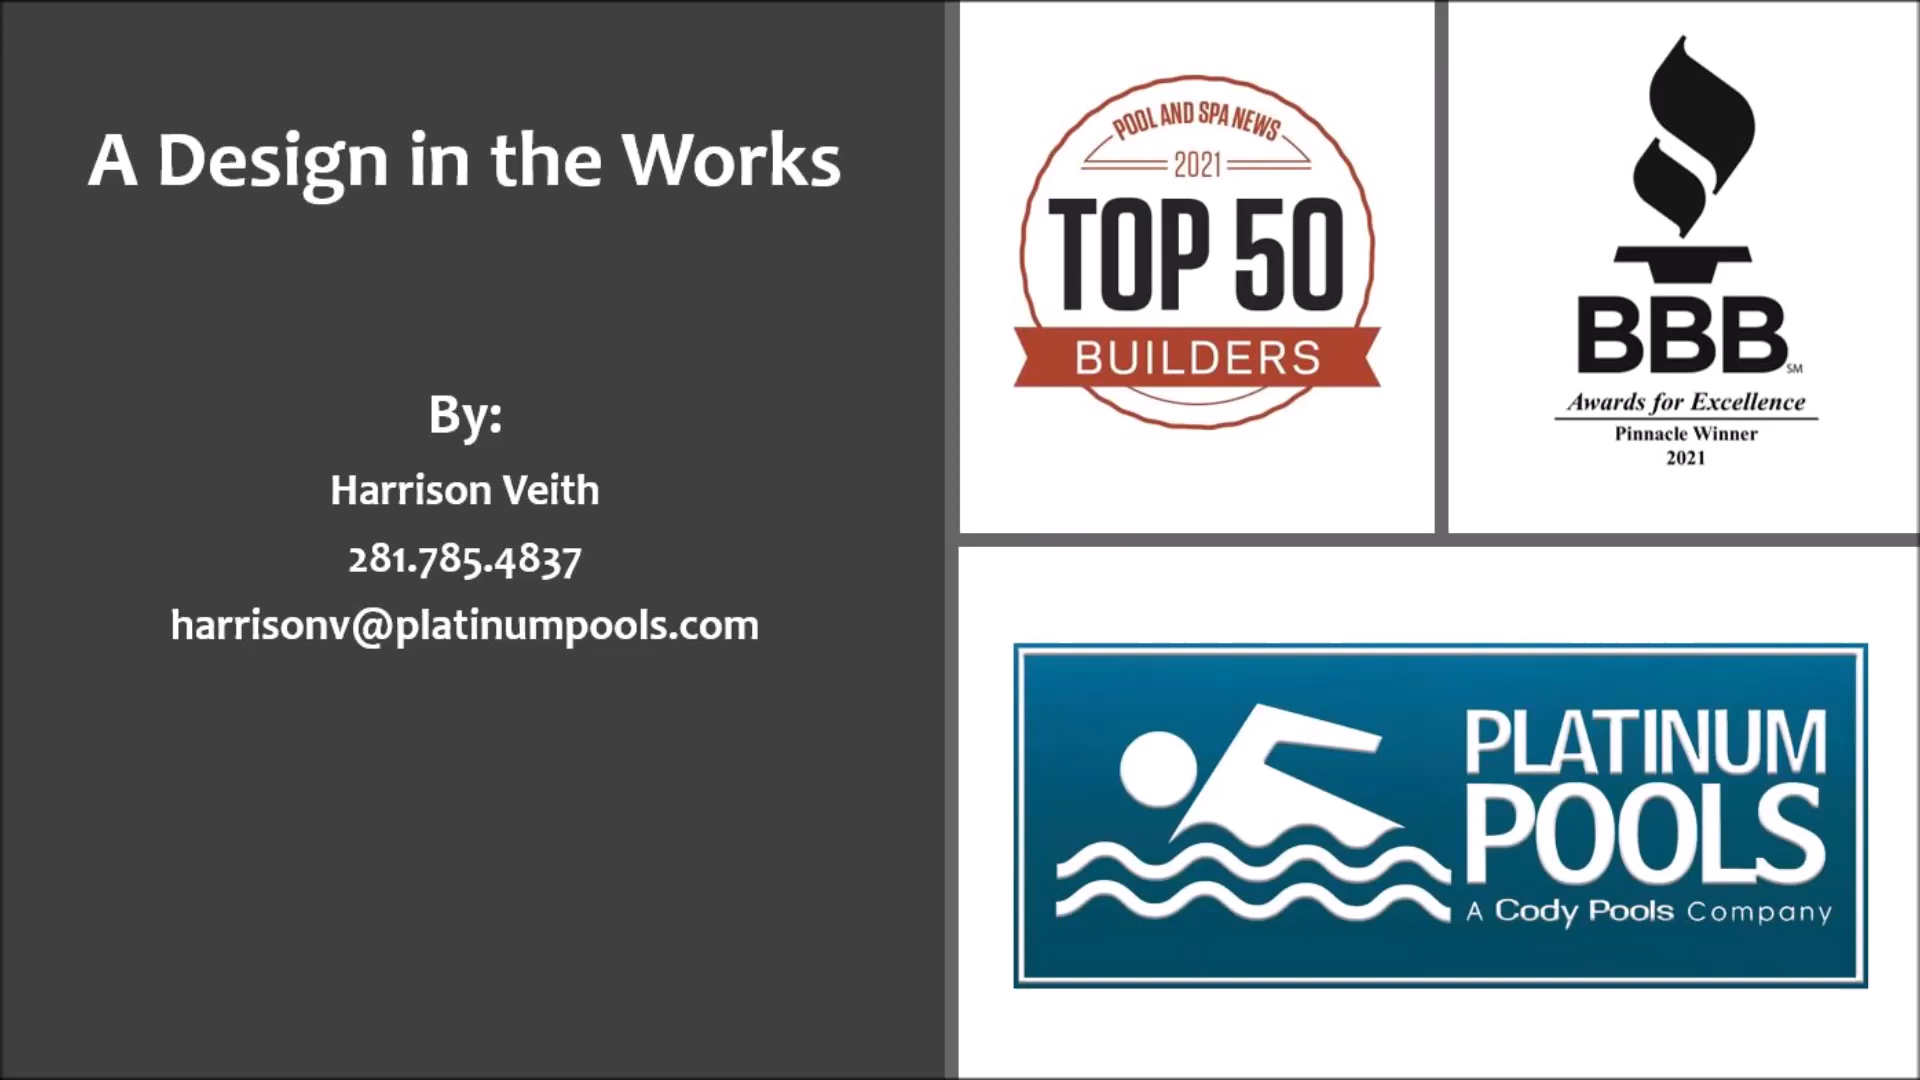 A Design in the Works
By:
Harrison Veith
281.785.4837
harrisonv@platinumpools.com
POOL AND SPA NEWS
2021
TOP 50
BUILDERS
BBB SM
Awards for Excellence
Pinnacle Winner
2021
PLATINUM
POOLS
A Cody Pools Company